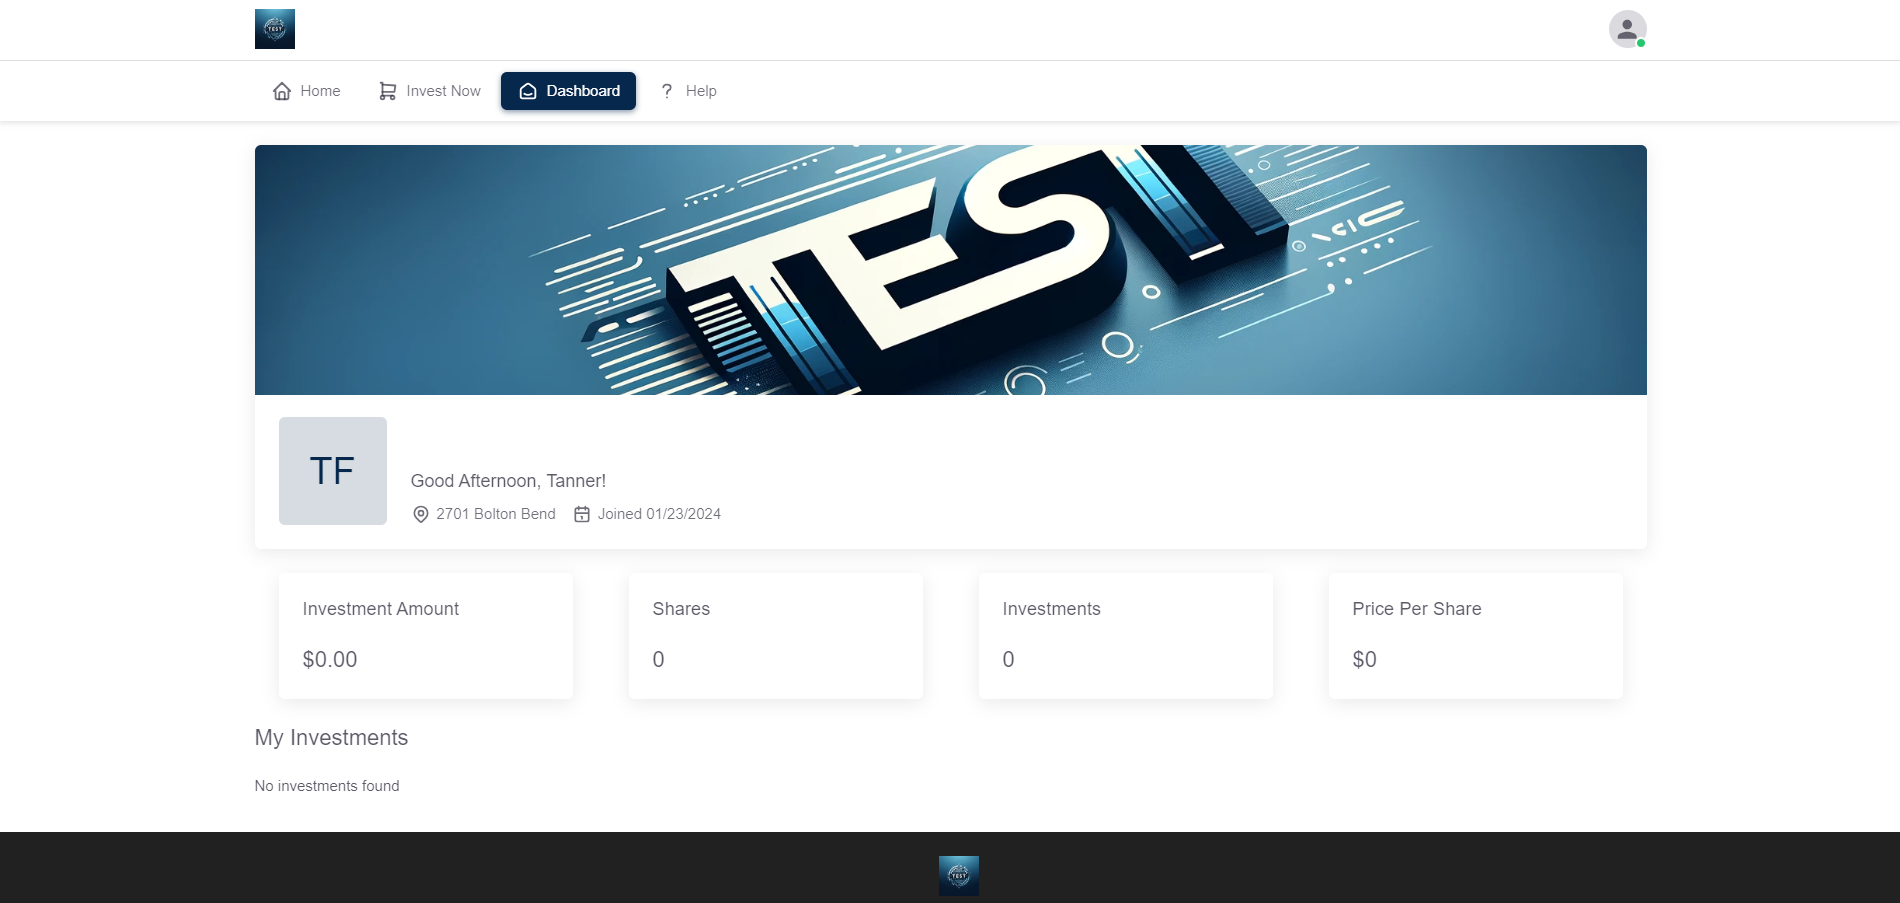 TEST
Home Invest Now Dashboard ? Help
TEST
TF
Good Afternoon, Tanner!
2701 Bolton Bend Joined 01/23/2024
Investment Amount Shares Investments Price Per Share
$0.00 0 0 $0
My Investments
No investments found
TEST